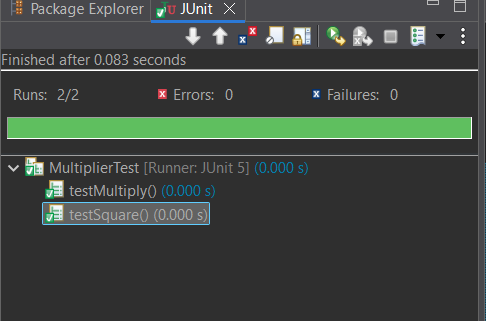 Package Explorer JUnit
Finished after 0.083 seconds
Runs: 2/2 Errors: 0 Failures: 0
MultiplierTest [Runner: JUnit 5] (0.000 s)
testMultiply() (0.000 s)
testSquare() (0.000 s)